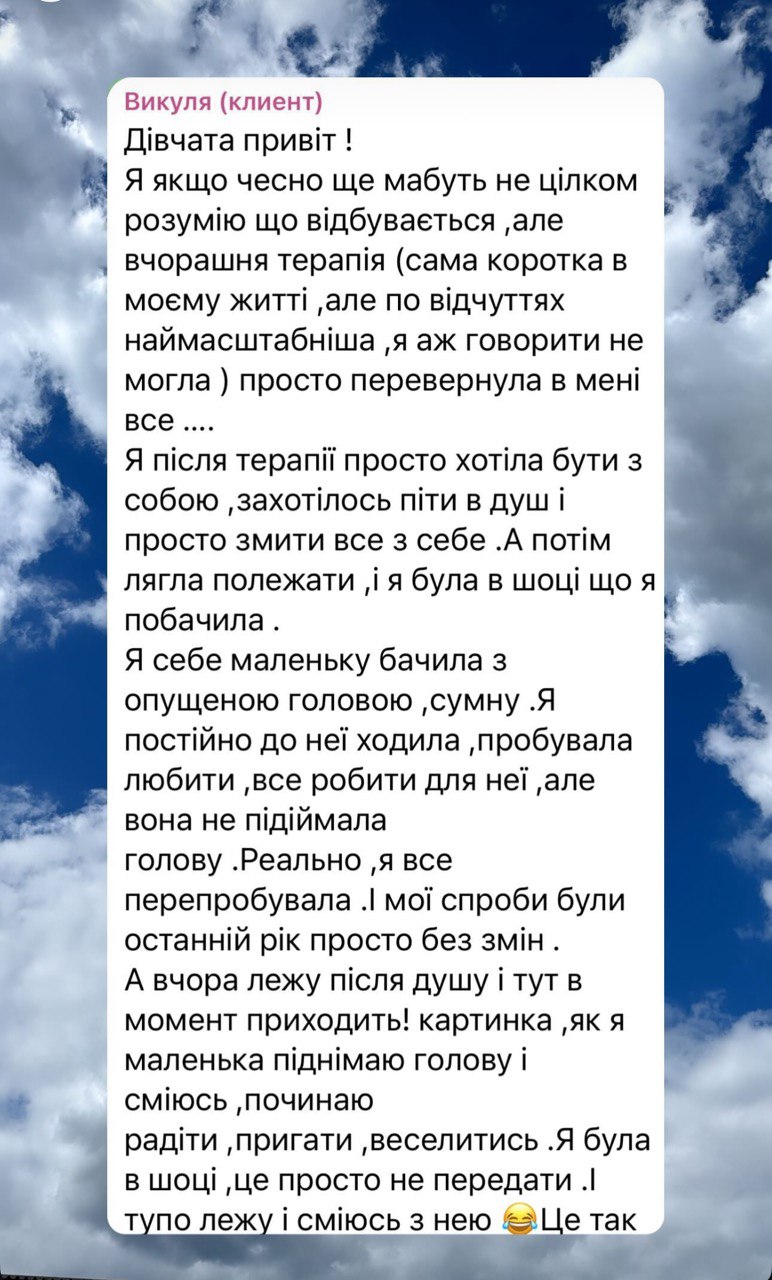 Викуля (клиент)
Дівчата привіт !
Я якщо чесно ще мабуть не цілком
розумію що відбувається ,але
вчорашня терапія (сама коротка в
моєму житті ,але по відчуттях
наймасштабніша ,я аж говорити не
могла ) просто перевернула в мені
все ....
Я після терапії просто хотіла бути з
собою ,захотілось піти в душ і
просто змити все з себе .А потім
лягла полежати ,і я була в шоці що я
побачила .
Я себе маленьку бачила з
опущеною головою ,сумну .Я
постійно до неї ходила ,пробувала
любити ,все робити для неї ,але
вона не підіймала
голову .Реально ,я все
перепробувала .І мої спроби були
останній рік просто без змін .
А вчора лежу після душу і тут в
момент приходить! картинка ,як я
маленька піднімаю голову і
сміюсь ,починаю
радіти ,пригати ,веселитись .Я була
в шоці ,це просто не передати .І
тупо лежу і сміюсь з нею 😂Це так